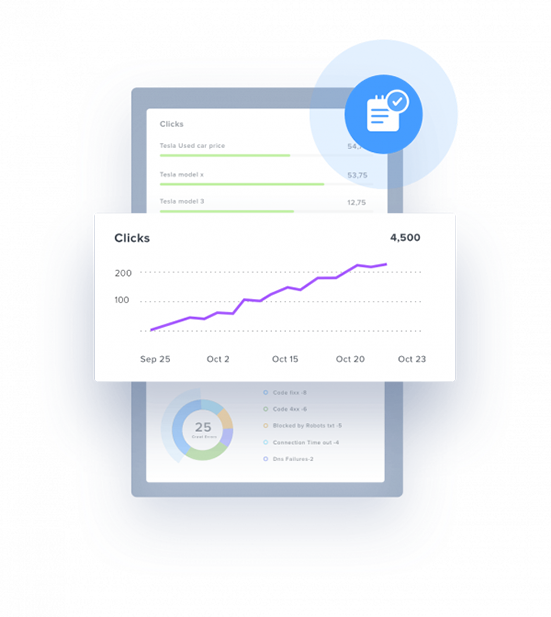 Clicks
Tesla Used car price 54,7
Tesla model x 53,75
Tesla model 3 12,75
Clicks 4,500
200
100
Sep 25 Oct 2 Oct 15 Oct 20 Oct 23
25
Crawl Errors
Code 5xx -8
Code 4xx -6
Blocked by Robots txt -5
Connection Time out -4
Dns Failures-2